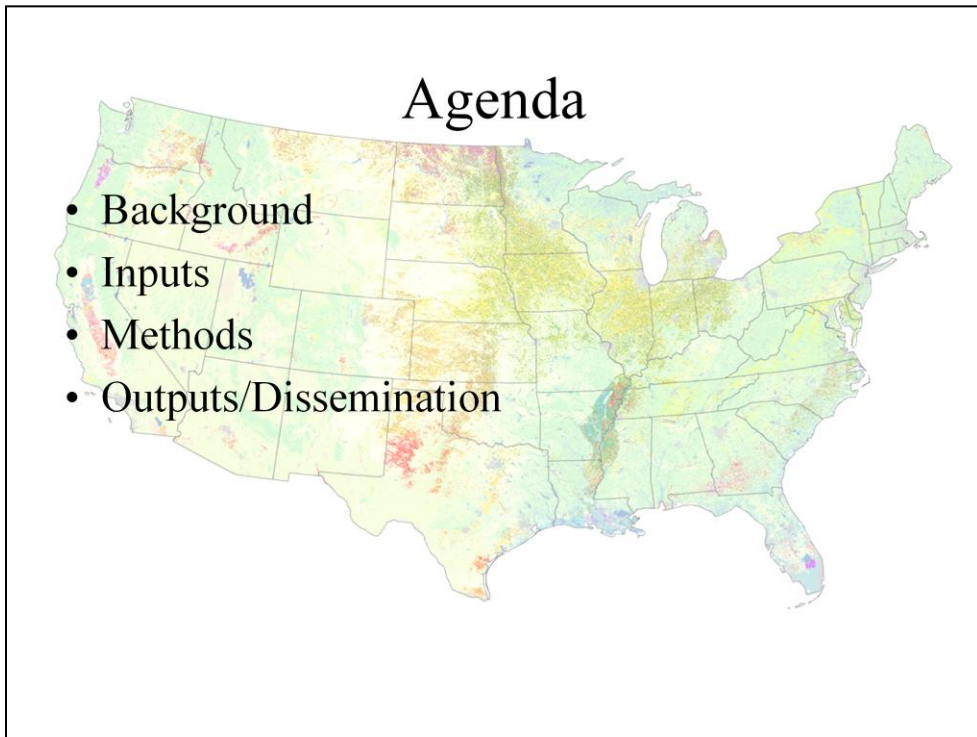 Agenda
• Background
• Inputs
• Methods
• Outputs/Dissemination